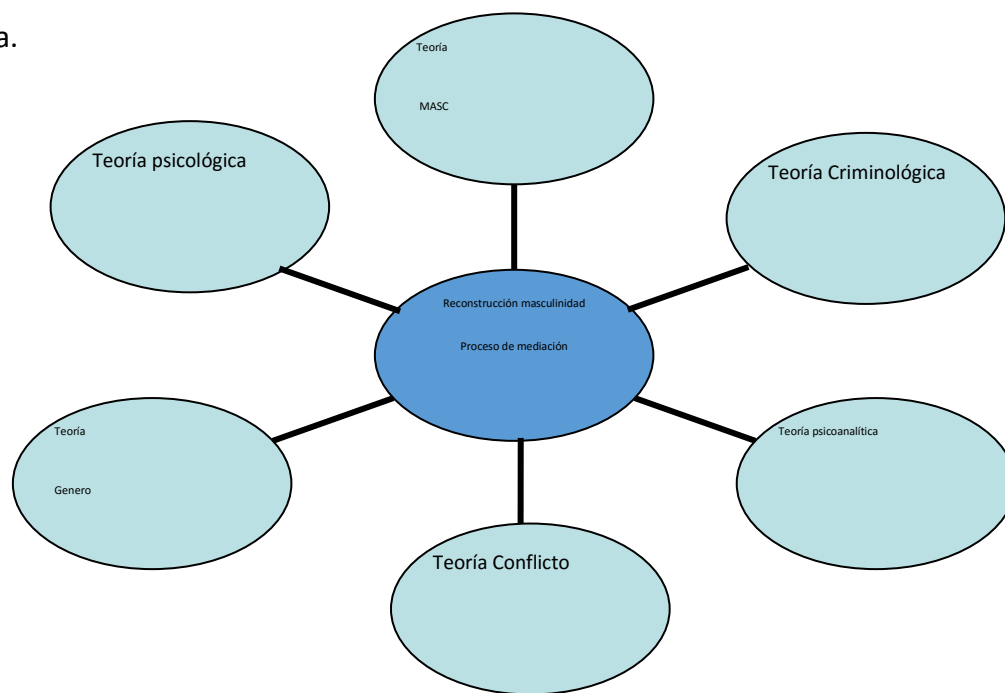 a.
Teoría
MASC
Teoría psicológica
Teoría Criminológica
Reconstrucción masculinidad
Proceso de mediación
Teoría
Genero
Teoría psicoanalítica
Teoría Conflicto